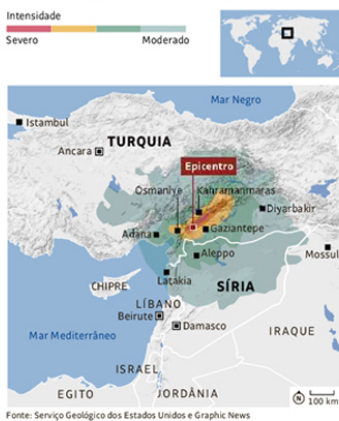 Intensidade
Severo
Moderado
Mar Negro
Istambul
TURQUIA
Ancara
Epicentro
Osmaniye
Kahramanmaras
Diyarbakir
Adana
Gaziantepe
Aleppo
Mossul
Latákia
CHIPRE
SÍRIA
LÍBANO
Beirute
Damasco
Mar Mediterrâneo
IRAQUE
ISRAEL
EGITO
JORDÂNIA
N
100 km
Fonte: Serviço Geológico dos Estados Unidos e Graphic News